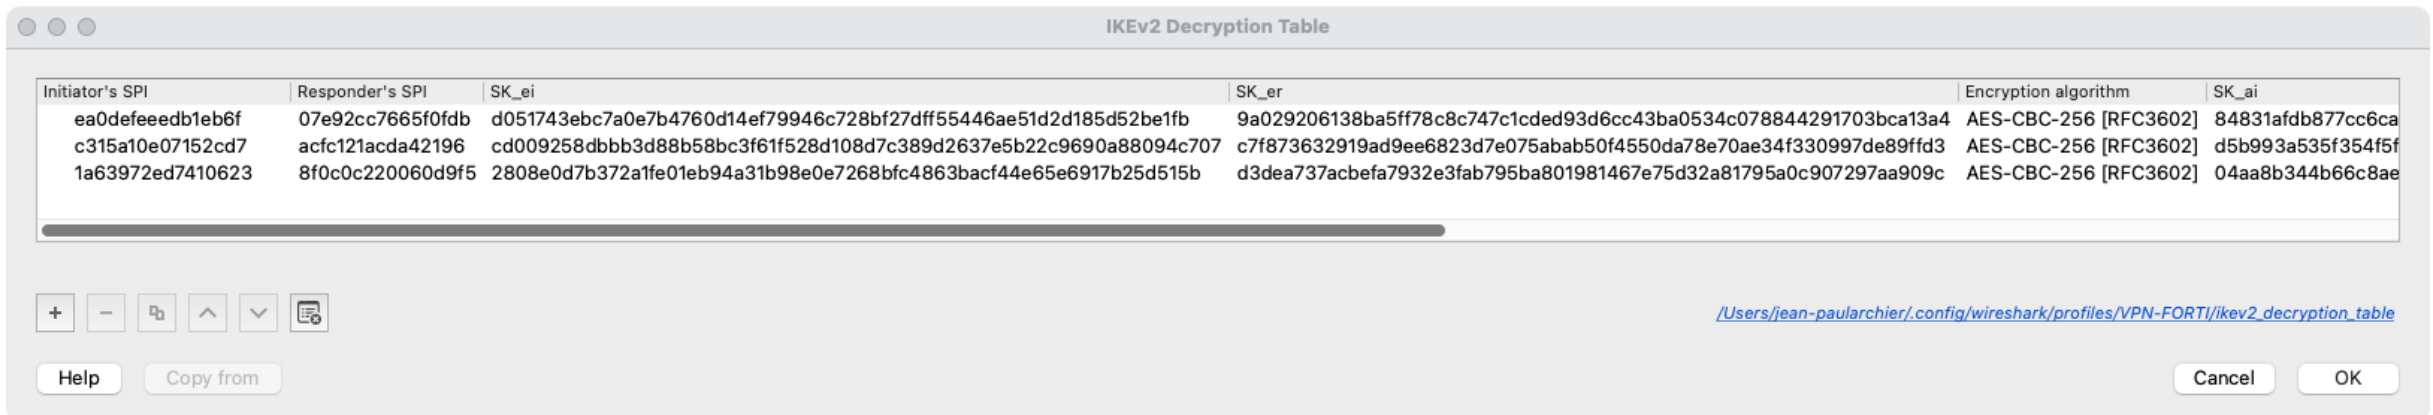 IKEv2 Decryption Table
Initiator's SPI Responder's SPI SK_ei SK_er Encryption algorithm SK_ai
ea0defeeedb1eb6f 07e92cc7665f0fdb d051743ebc7a0e7b4760d14ef79946c728bf27dff55446ae51d2d185d52be1fb 9a029206138ba5ff78c8c747c1cded93d6cc43ba0534c078844291703bca13a4 AES-CBC-256 [RFC3602] 84831afdb877cc6ca
c315a10e07152cd7 acfc121acda42196 cd009258dbbb3d88b58bc3f61f528d108d7c389d2637e5b22c9690a88094c707 c7f873632919ad9ee6823d7e075abab50f4550da78e70ae34f330997de89ffd3 AES-CBC-256 [RFC3602] d5b993a535f354f5f
1a63972ed7410623 8f0c0c220060d9f5 2808e0d7b372a1fe01eb94a31b98e0e7268bfc4863bacf44e65e6917b25d515b d3dea737acbefa7932e3fab795ba801981467e75d32a81795a0c907297aa909c AES-CBC-256 [RFC3602] 04aa8b344b66c8ae
/Users/jean-paularchier/.config/wireshark/profiles/VPN-FORTI/ikev2_decryption_table
Help Copy from Cancel OK